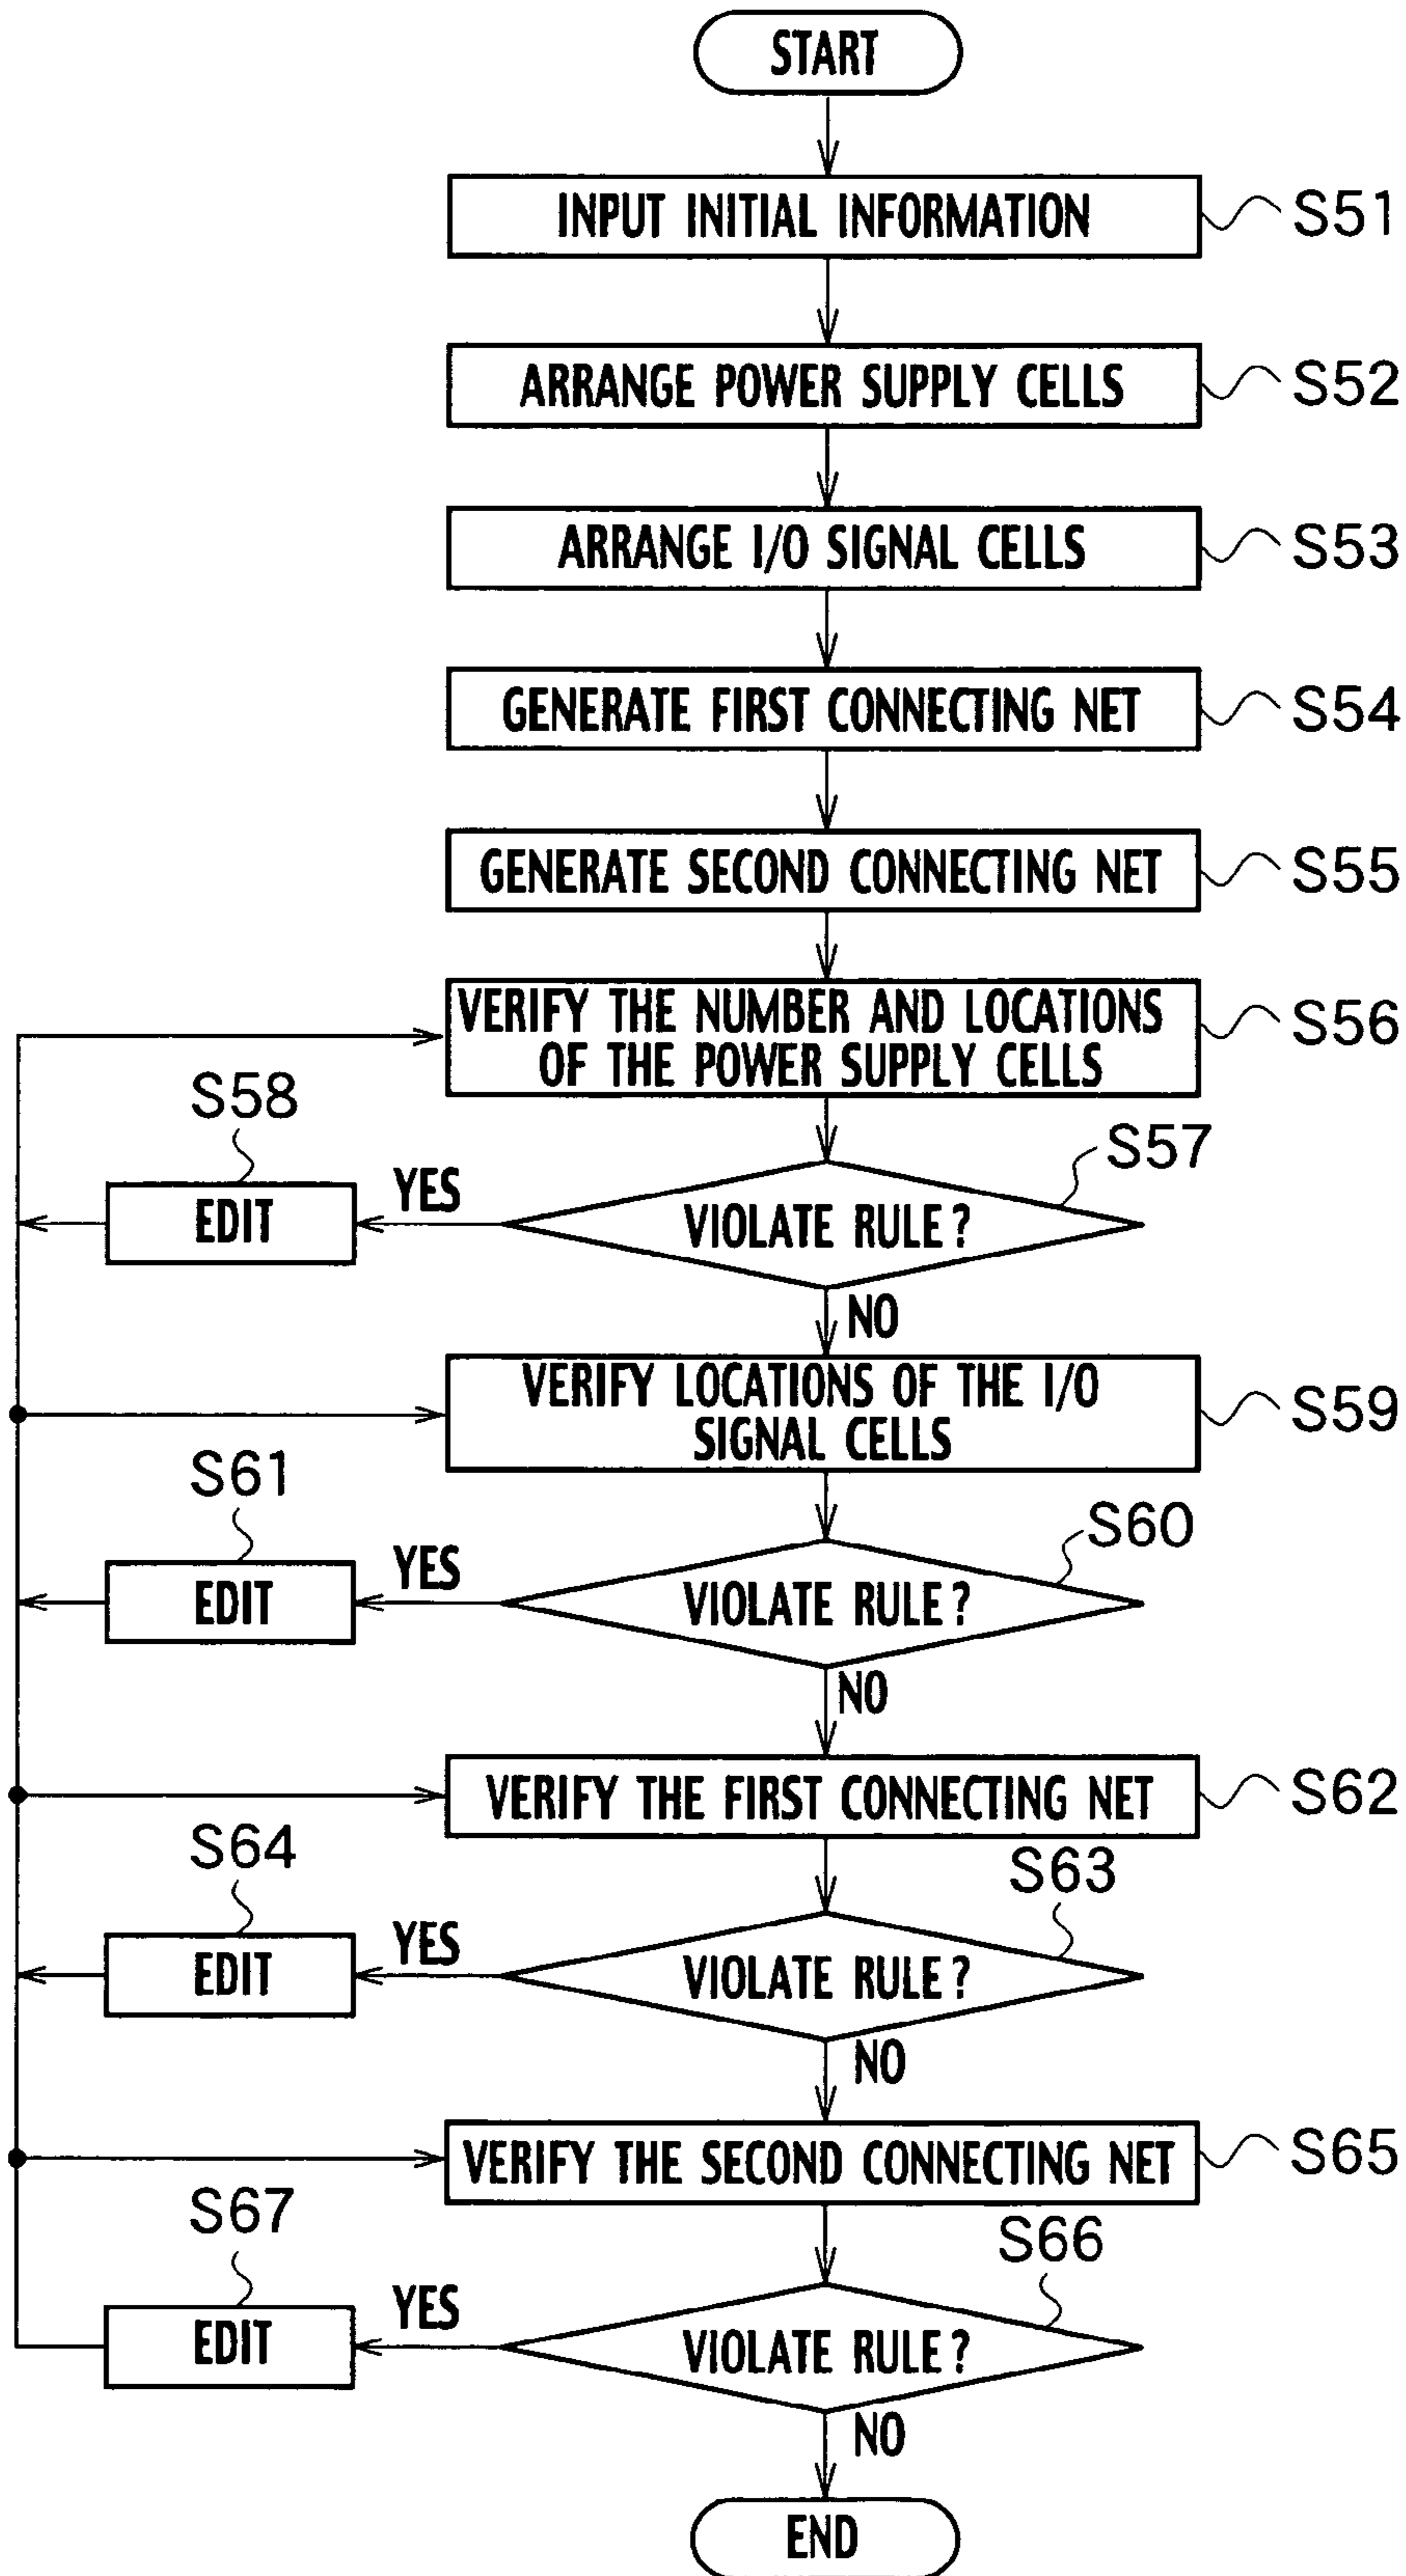 START
INPUT INITIAL INFORMATION
S51
ARRANGE POWER SUPPLY CELLS
S52
ARRANGE I/O SIGNAL CELLS
S53
GENERATE FIRST CONNECTING NET
S54
GENERATE SECOND CONNECTING NET
S55
VERIFY THE NUMBER AND LOCATIONS
OF THE POWER SUPPLY CELLS
S56
S58
S57
EDIT
YES
VIOLATE RULE?
NO
VERIFY LOCATIONS OF THE I/O
SIGNAL CELLS
S59
S61
S60
EDIT
YES
VIOLATE RULE?
NO
VERIFY THE FIRST CONNECTING NET
S62
S64
S63
EDIT
YES
VIOLATE RULE?
NO
VERIFY THE SECOND CONNECTING NET
S65
S67
S66
EDIT
YES
VIOLATE RULE?
NO
END